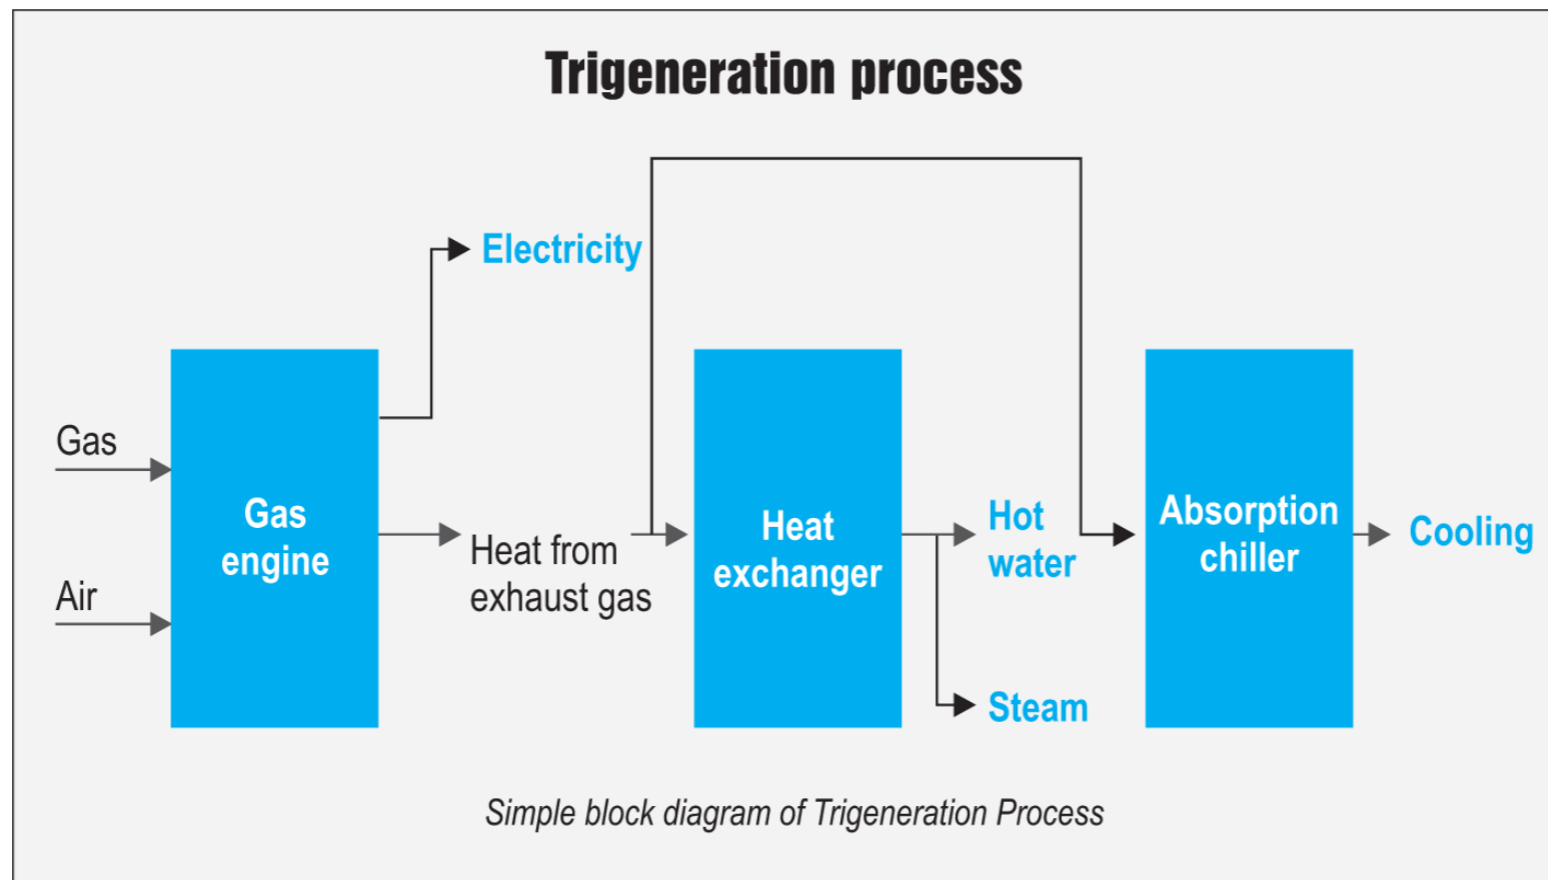 Trigeneration process
Electricity
Gas
Air
Gas
engine
Heat from
exhaust gas
Heat
exchanger
Hot
water
Steam
Absorption
chiller
Cooling
Simple block diagram of Trigeneration Process